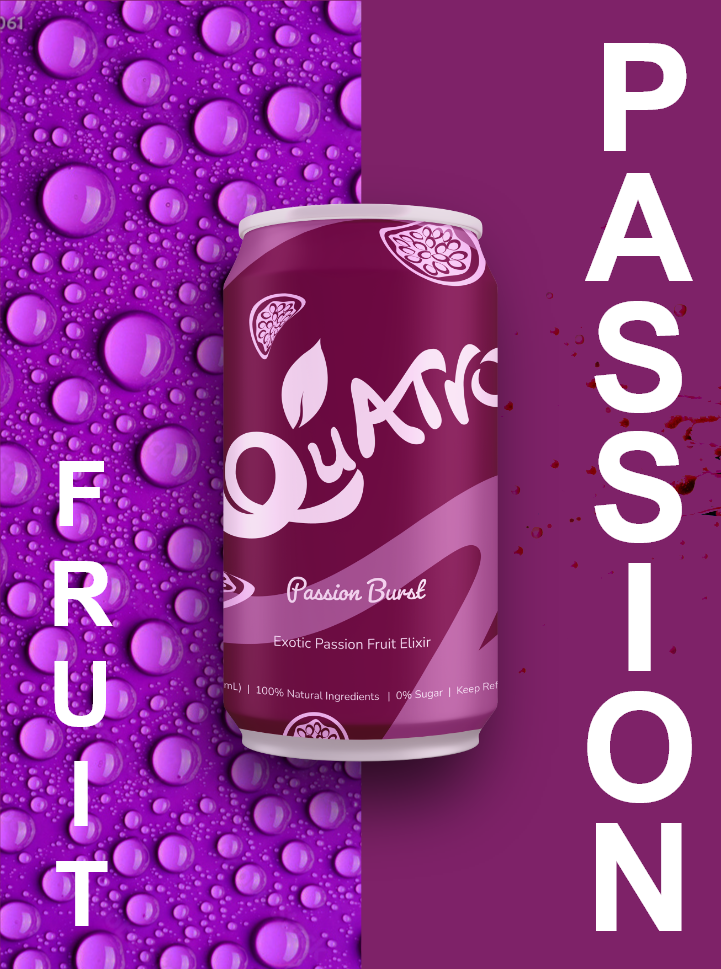 061
PASSION
FRUIT
QuATro
Passion Burst
Exotic Passion Fruit Elixir
mL) | 100% Natural Ingredients | 0% Sugar | Keep Ref